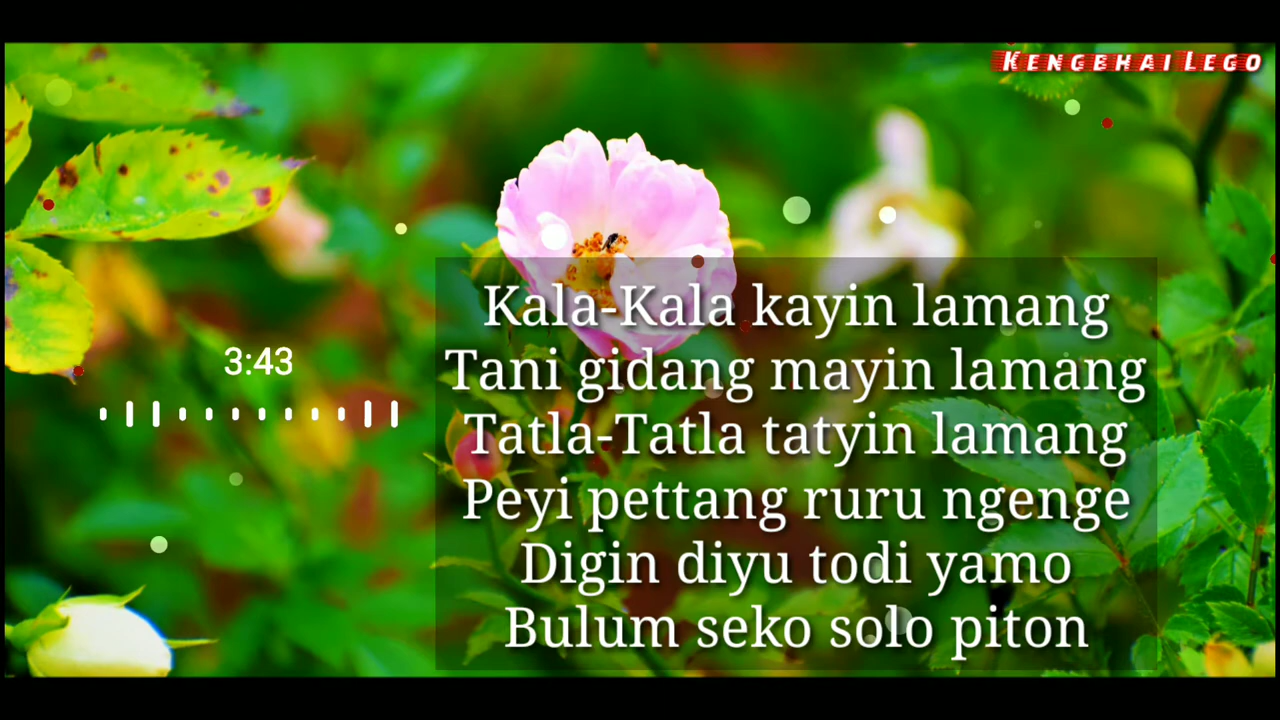 KENGBHAI LEGO
3:43
Kala-Kala kayin lamang
Tani gidang mayin lamang
Tatla-Tatla tatyin lamang
Peyi pettang ruru ngenge
Digin diyu todi yamo
Bulum seko solo piton